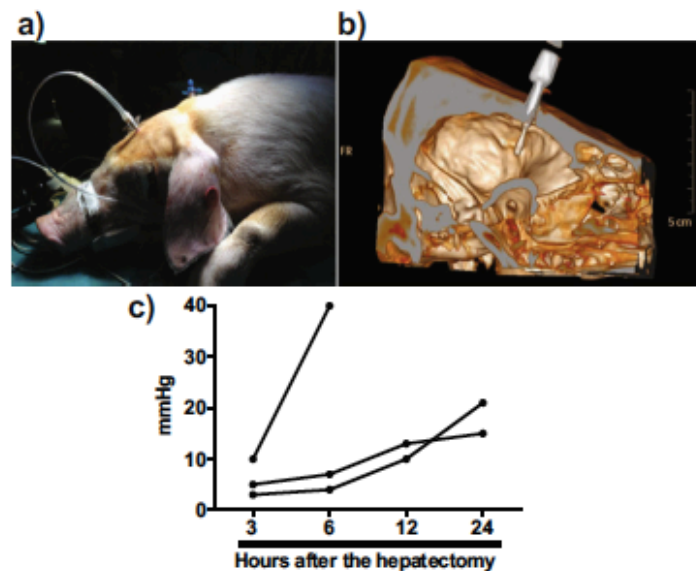 a)
b)
FR
5 cm
c)
40
30
20
10
0
mmHg
3 6 12 24
Hours after the hepatectomy